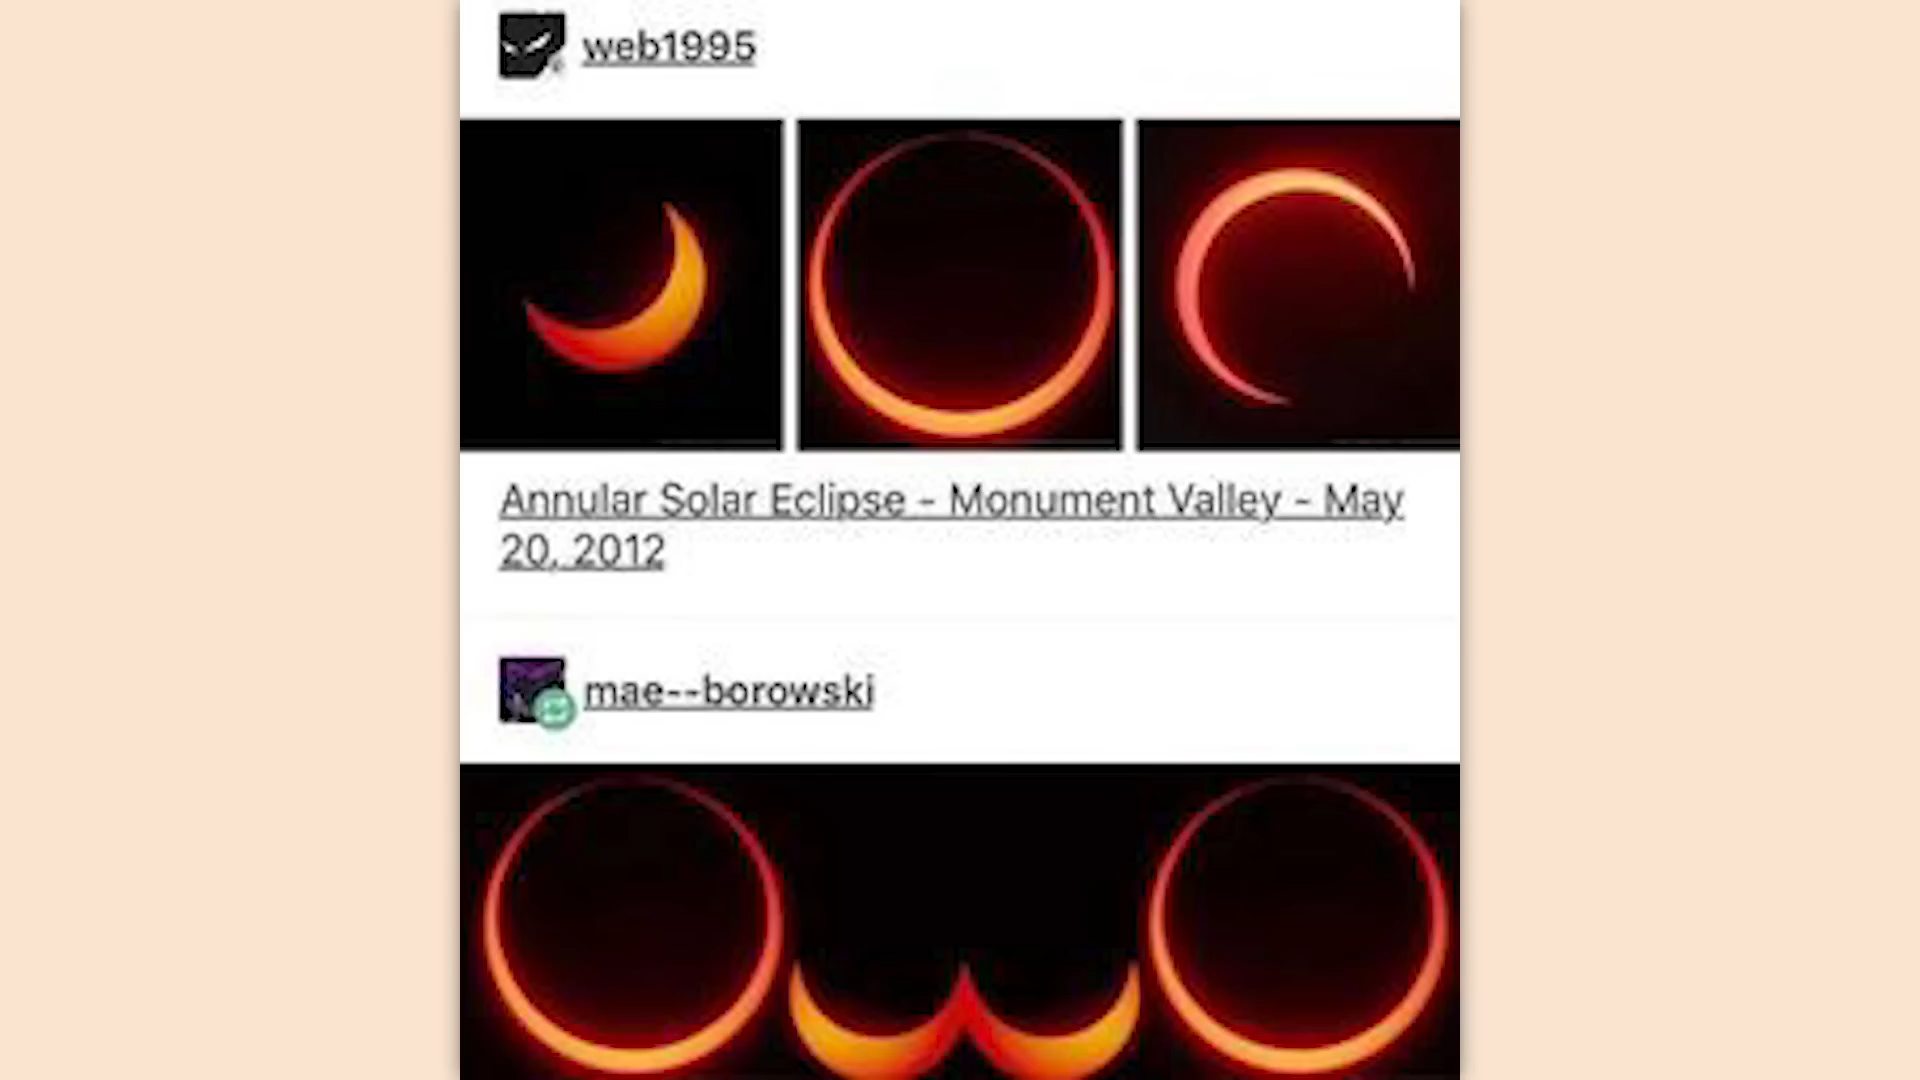 web1995
Annular Solar Eclipse - Monument Valley - May
20, 2012
mae--borowski